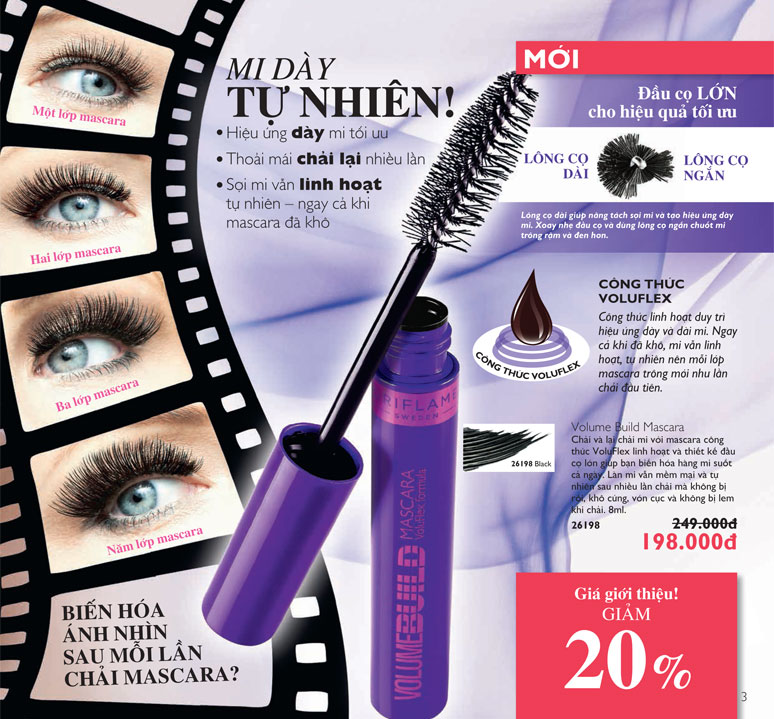 Một lớp mascara
Hai lớp mascara
Ba lớp mascara
Năm lớp mascara
BIẾN HÓA
ÁNH NHÌN
SAU MỖI LẦN
CHẢI MASCARA?
MI DÀY
TỰ NHIÊN!
• Hiệu ứng dày mi tối ưu
• Thoải mái chải lại nhiều lần
• Sợi mi vẫn linh hoạt
tự nhiên – ngay cả khi
mascara đã khô
MỚI
Đầu cọ LỚN
cho hiệu quả tối ưu
LÔNG CỌ
DÀI
LÔNG CỌ
NGẮN
Lông cọ dài giúp nâng tách sợi mi và tạo hiệu ứng dày
mi. Xoay nhẹ đầu cọ và dùng lông cọ ngắn chuốt mi
trông rậm và đen hơn.
CÔNG THỨC VOLUFLEX
CÔNG THỨC
VOLUFLEX
Công thức linh hoạt duy trì
hiệu ứng dày và dài mi. Ngay
cả khi đã khô, mi vẫn linh
hoạt, tự nhiên nên mỗi lớp
mascara trông mới như lần
chải đầu tiên.
26198 Black
Volume Build Mascara
Chải và lại chải mi với mascara công
thức VoluFlex linh hoạt và thiết kế đầu
cọ lớn giúp bạn biến hóa hàng mi suốt
cả ngày. Làn mi vẫn mềm mại và tự
nhiên sau nhiều lần chải mà không bị
rối, khô cứng, vón cục và không bị lem
khi chải. 8ml.
26198
249.000đ
198.000đ
RIFLAME
SWEDEN
VOLUMEBUILD
MASCARA
VoluFlex formula
Giá giới thiệu!
GIẢM
20%
3